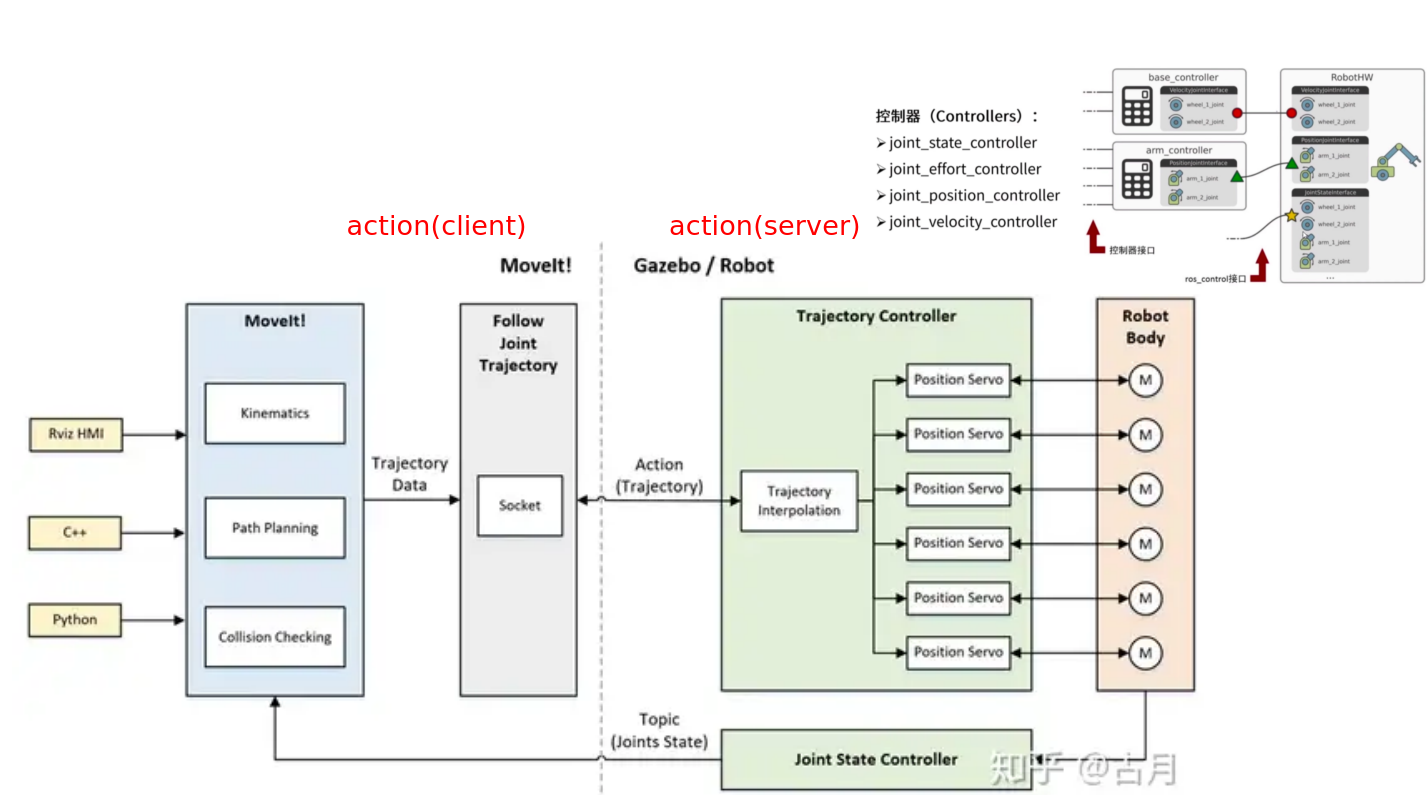 base_controller
VelocityJointInterface
wheel_1_joint
wheel_2_joint
arm_controller
PositionJointInterface
arm_1_joint
arm_2_joint
RobotHW
VelocityJointInterface
wheel_1_joint
wheel_2_joint
PositionJointInterface
arm_1_joint
arm_2_joint
JointStateInterface
wheel_1_joint
wheel_2_joint
arm_1_joint
arm_2_joint
...
控制器接口
ros_control接口
控制器（Controllers）：
➢ joint_state_controller
➢ joint_effort_controller
➢ joint_position_controller
➢ joint_velocity_controller
action(client)
action(server)
MoveIt!
Gazebo / Robot
Rviz HMI
C++
Python
MoveIt!
Kinematics
Path Planning
Collision Checking
Trajectory
Data
Follow
Joint
Trajectory
Socket
Action
(Trajectory)
Trajectory Controller
Trajectory
Interpolation
Position Servo
Position Servo
Position Servo
Position Servo
Position Servo
Position Servo
Robot
Body
M
M
M
M
M
M
Topic
(Joints State)
Joint State Controller
知乎 @古月